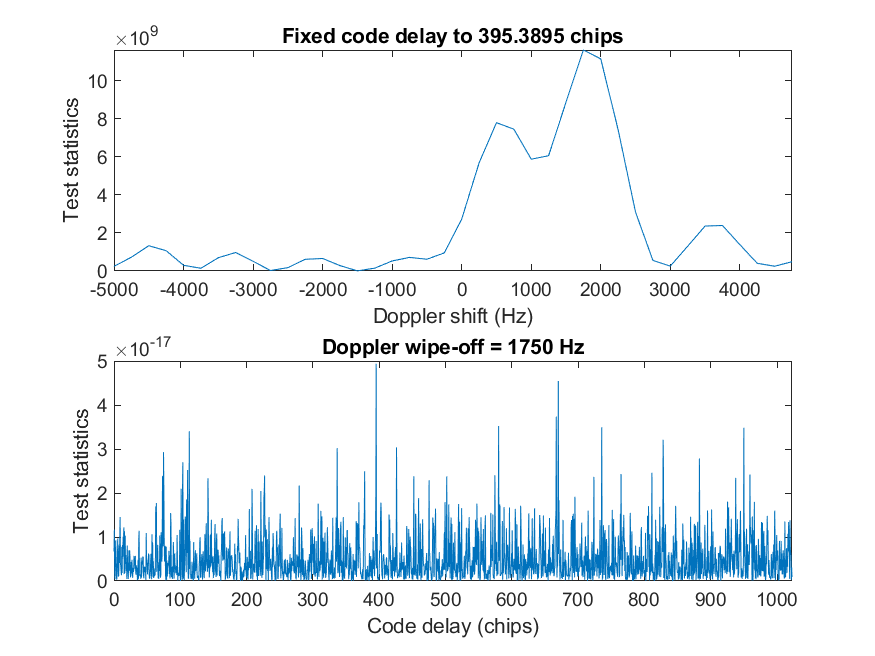 ×10⁹
Fixed code delay to 395.3895 chips
10
8
6
4
2
0
Test statistics
-5000 -4000 -3000 -2000 -1000 0 1000 2000 3000 4000
Doppler shift (Hz)
×10⁻¹⁷
Doppler wipe-off = 1750 Hz
5
4
3
2
1
0
Test statistics
0 100 200 300 400 500 600 700 800 900 1000
Code delay (chips)